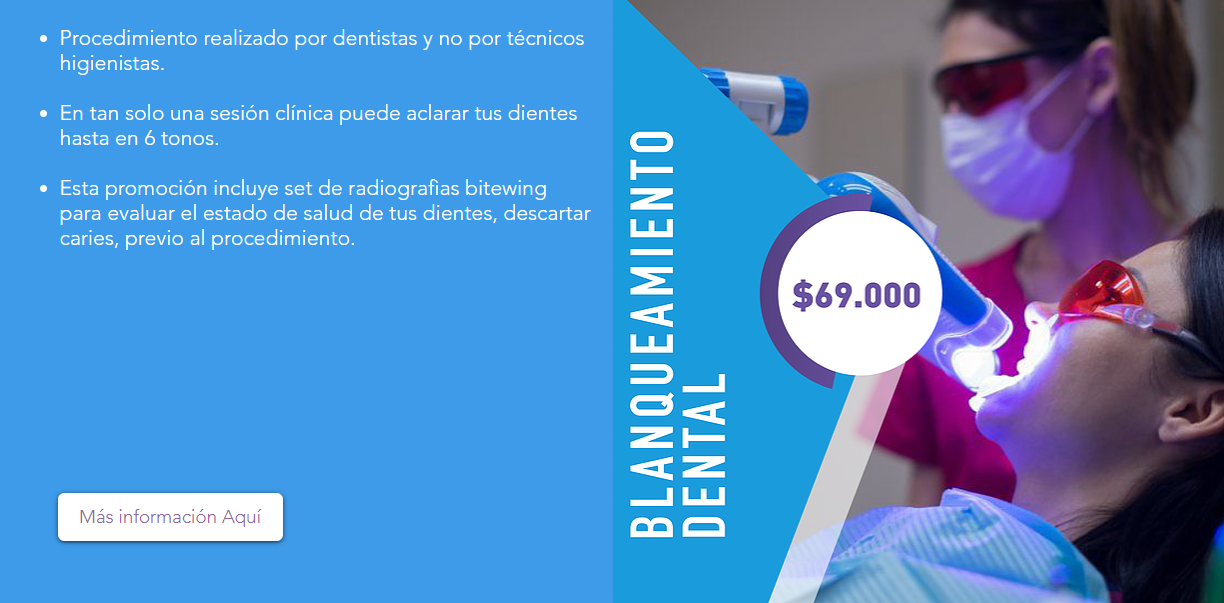 Procedimiento realizado por dentistas y no por técnicos
higienistas.
En tan solo una sesión clínica puede aclarar tus dientes
hasta en 6 tonos.
Esta promoción incluye set de radiografias bitewing
para evaluar el estado de salud de tus dientes, descartar
caries, previo al procedimiento.
Más información Aquí
BLANQUEAMIENTO
DENTAL
$69.000